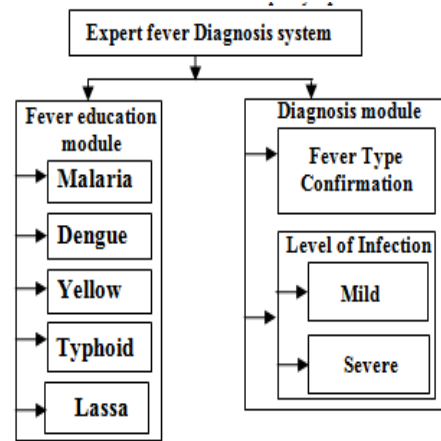 Expert fever Diagnosis system
Fever education
module
Malaria
Dengue
Yellow
Typhoid
Lassa
Diagnosis module
Fever Type
Confirmation
Level of Infection
Mild
Severe